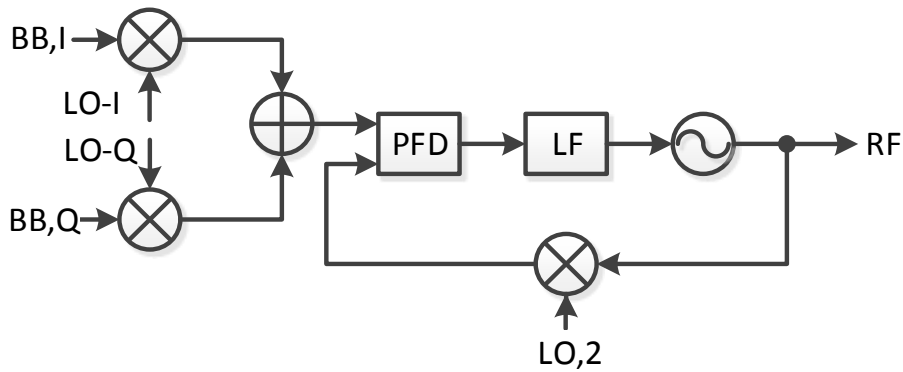 BB,I
LO-I
LO-Q
BB,Q
PFD
LF
RF
LO,2